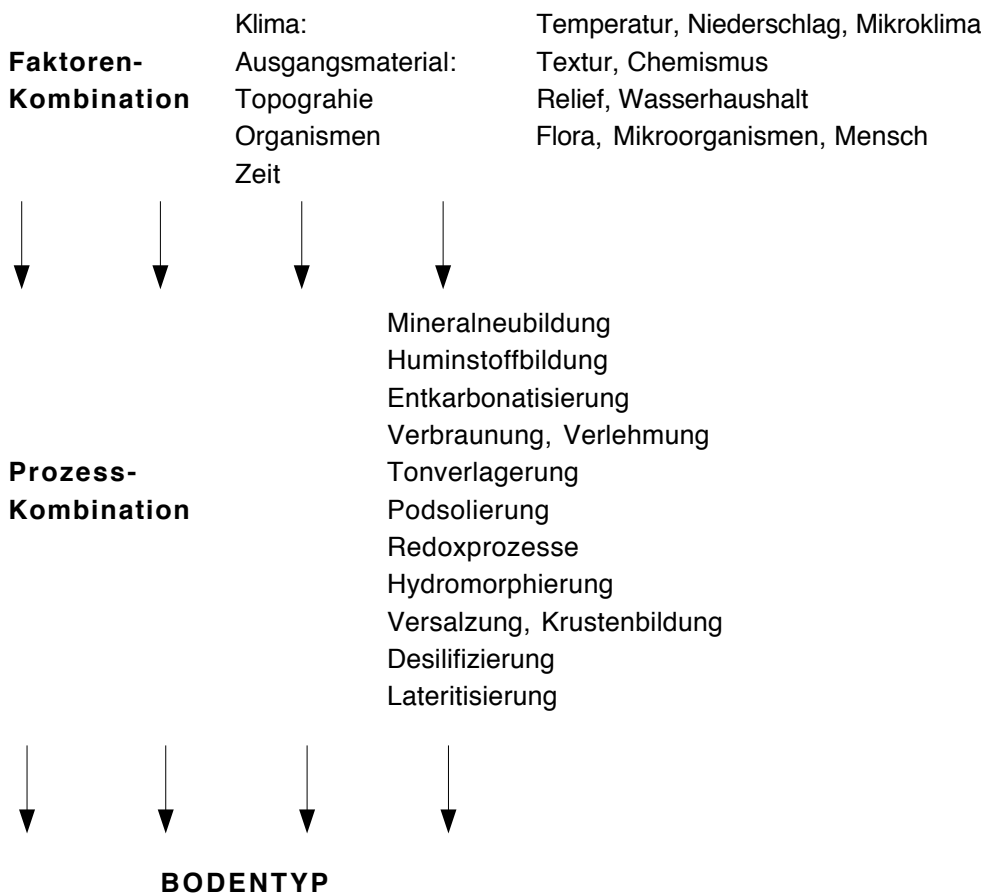 Klima: Temperatur, Niederschlag, Mikroklima
Faktoren- Ausgangsmaterial: Textur, Chemismus
Kombination Topograhie Relief, Wasserhaushalt
Organismen Flora, Mikroorganismen, Mensch
Zeit
Mineralneubildung
Huminstoffbildung
Entkarbonatisierung
Verbraunung, Verlehmung
Prozess- Tonverlagerung
Kombination Podsolierung
Redoxprozesse
Hydromorphierung
Versalzung, Krustenbildung
Desilifizierung
Lateritisierung
BODENTYP